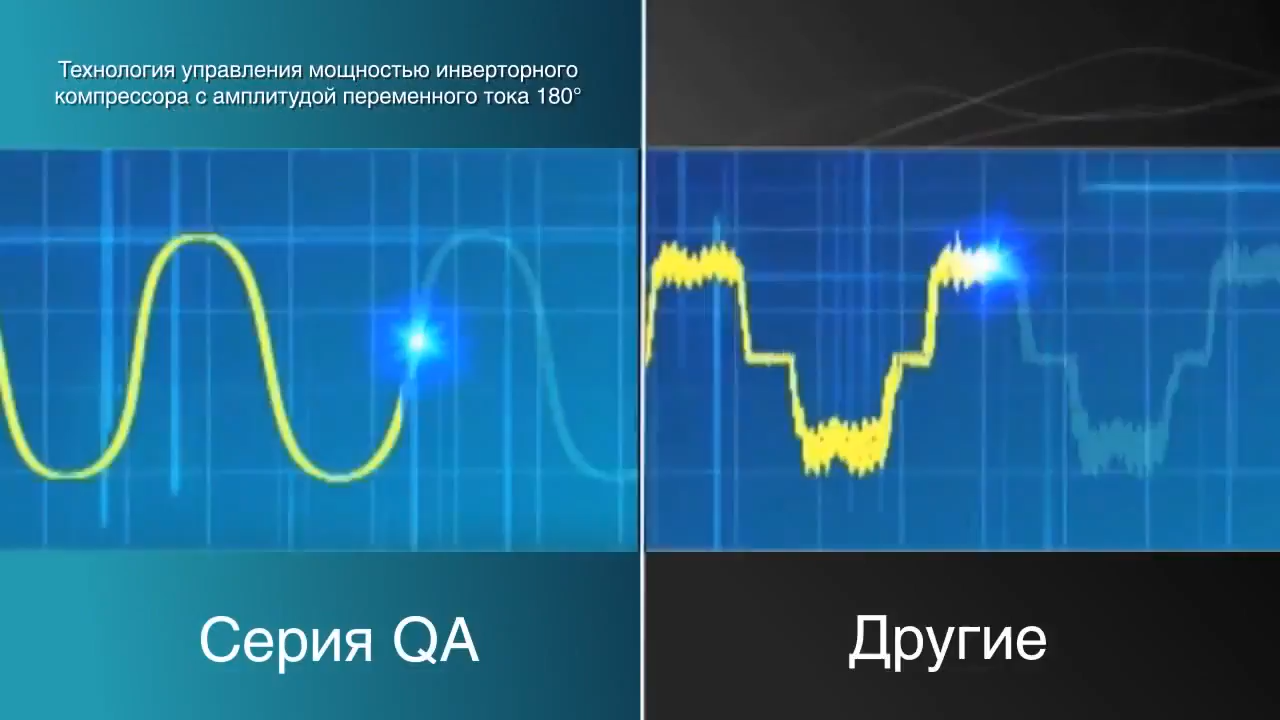 Технология управления мощностью инверторного
компрессора с амплитудой переменного тока 180°
Серия QA
Другие